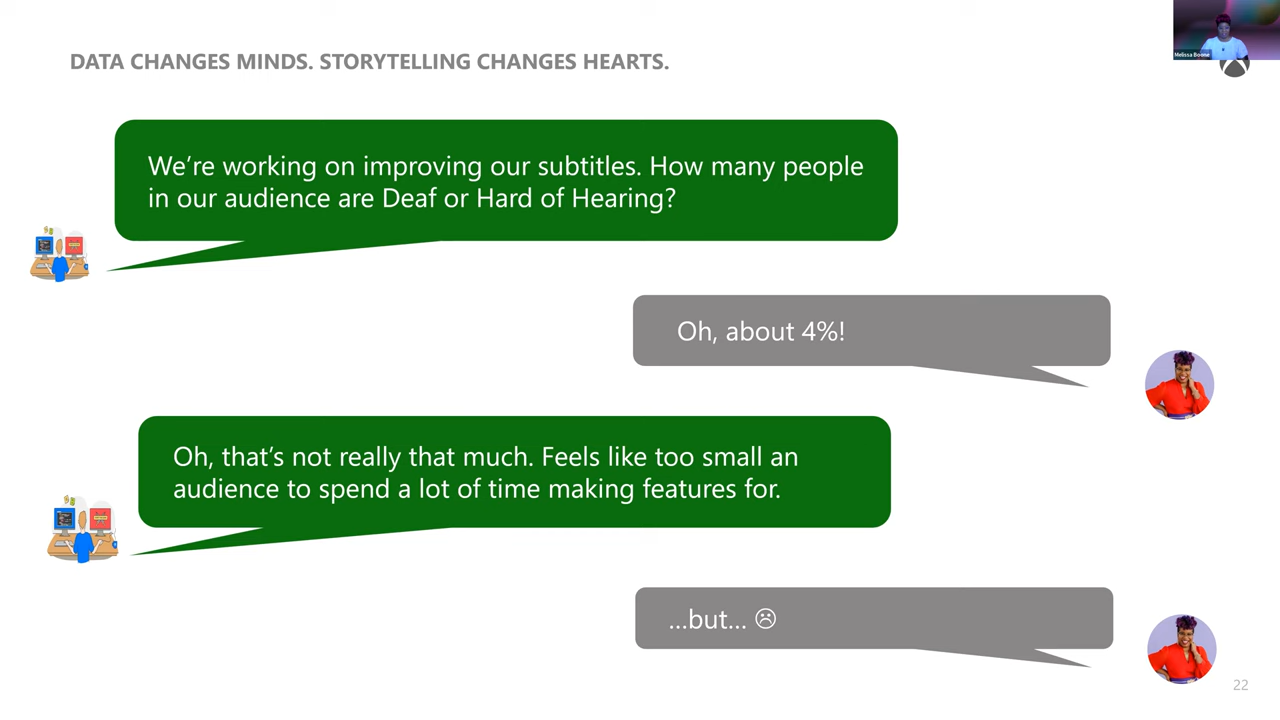 DATA CHANGES MINDS. STORYTELLING CHANGES HEARTS.
Melissa Boone
We’re working on improving our subtitles. How many people
in our audience are Deaf or Hard of Hearing?
Oh, about 4%!
Oh, that’s not really that much. Feels like too small an
audience to spend a lot of time making features for.
…but… ☹
22